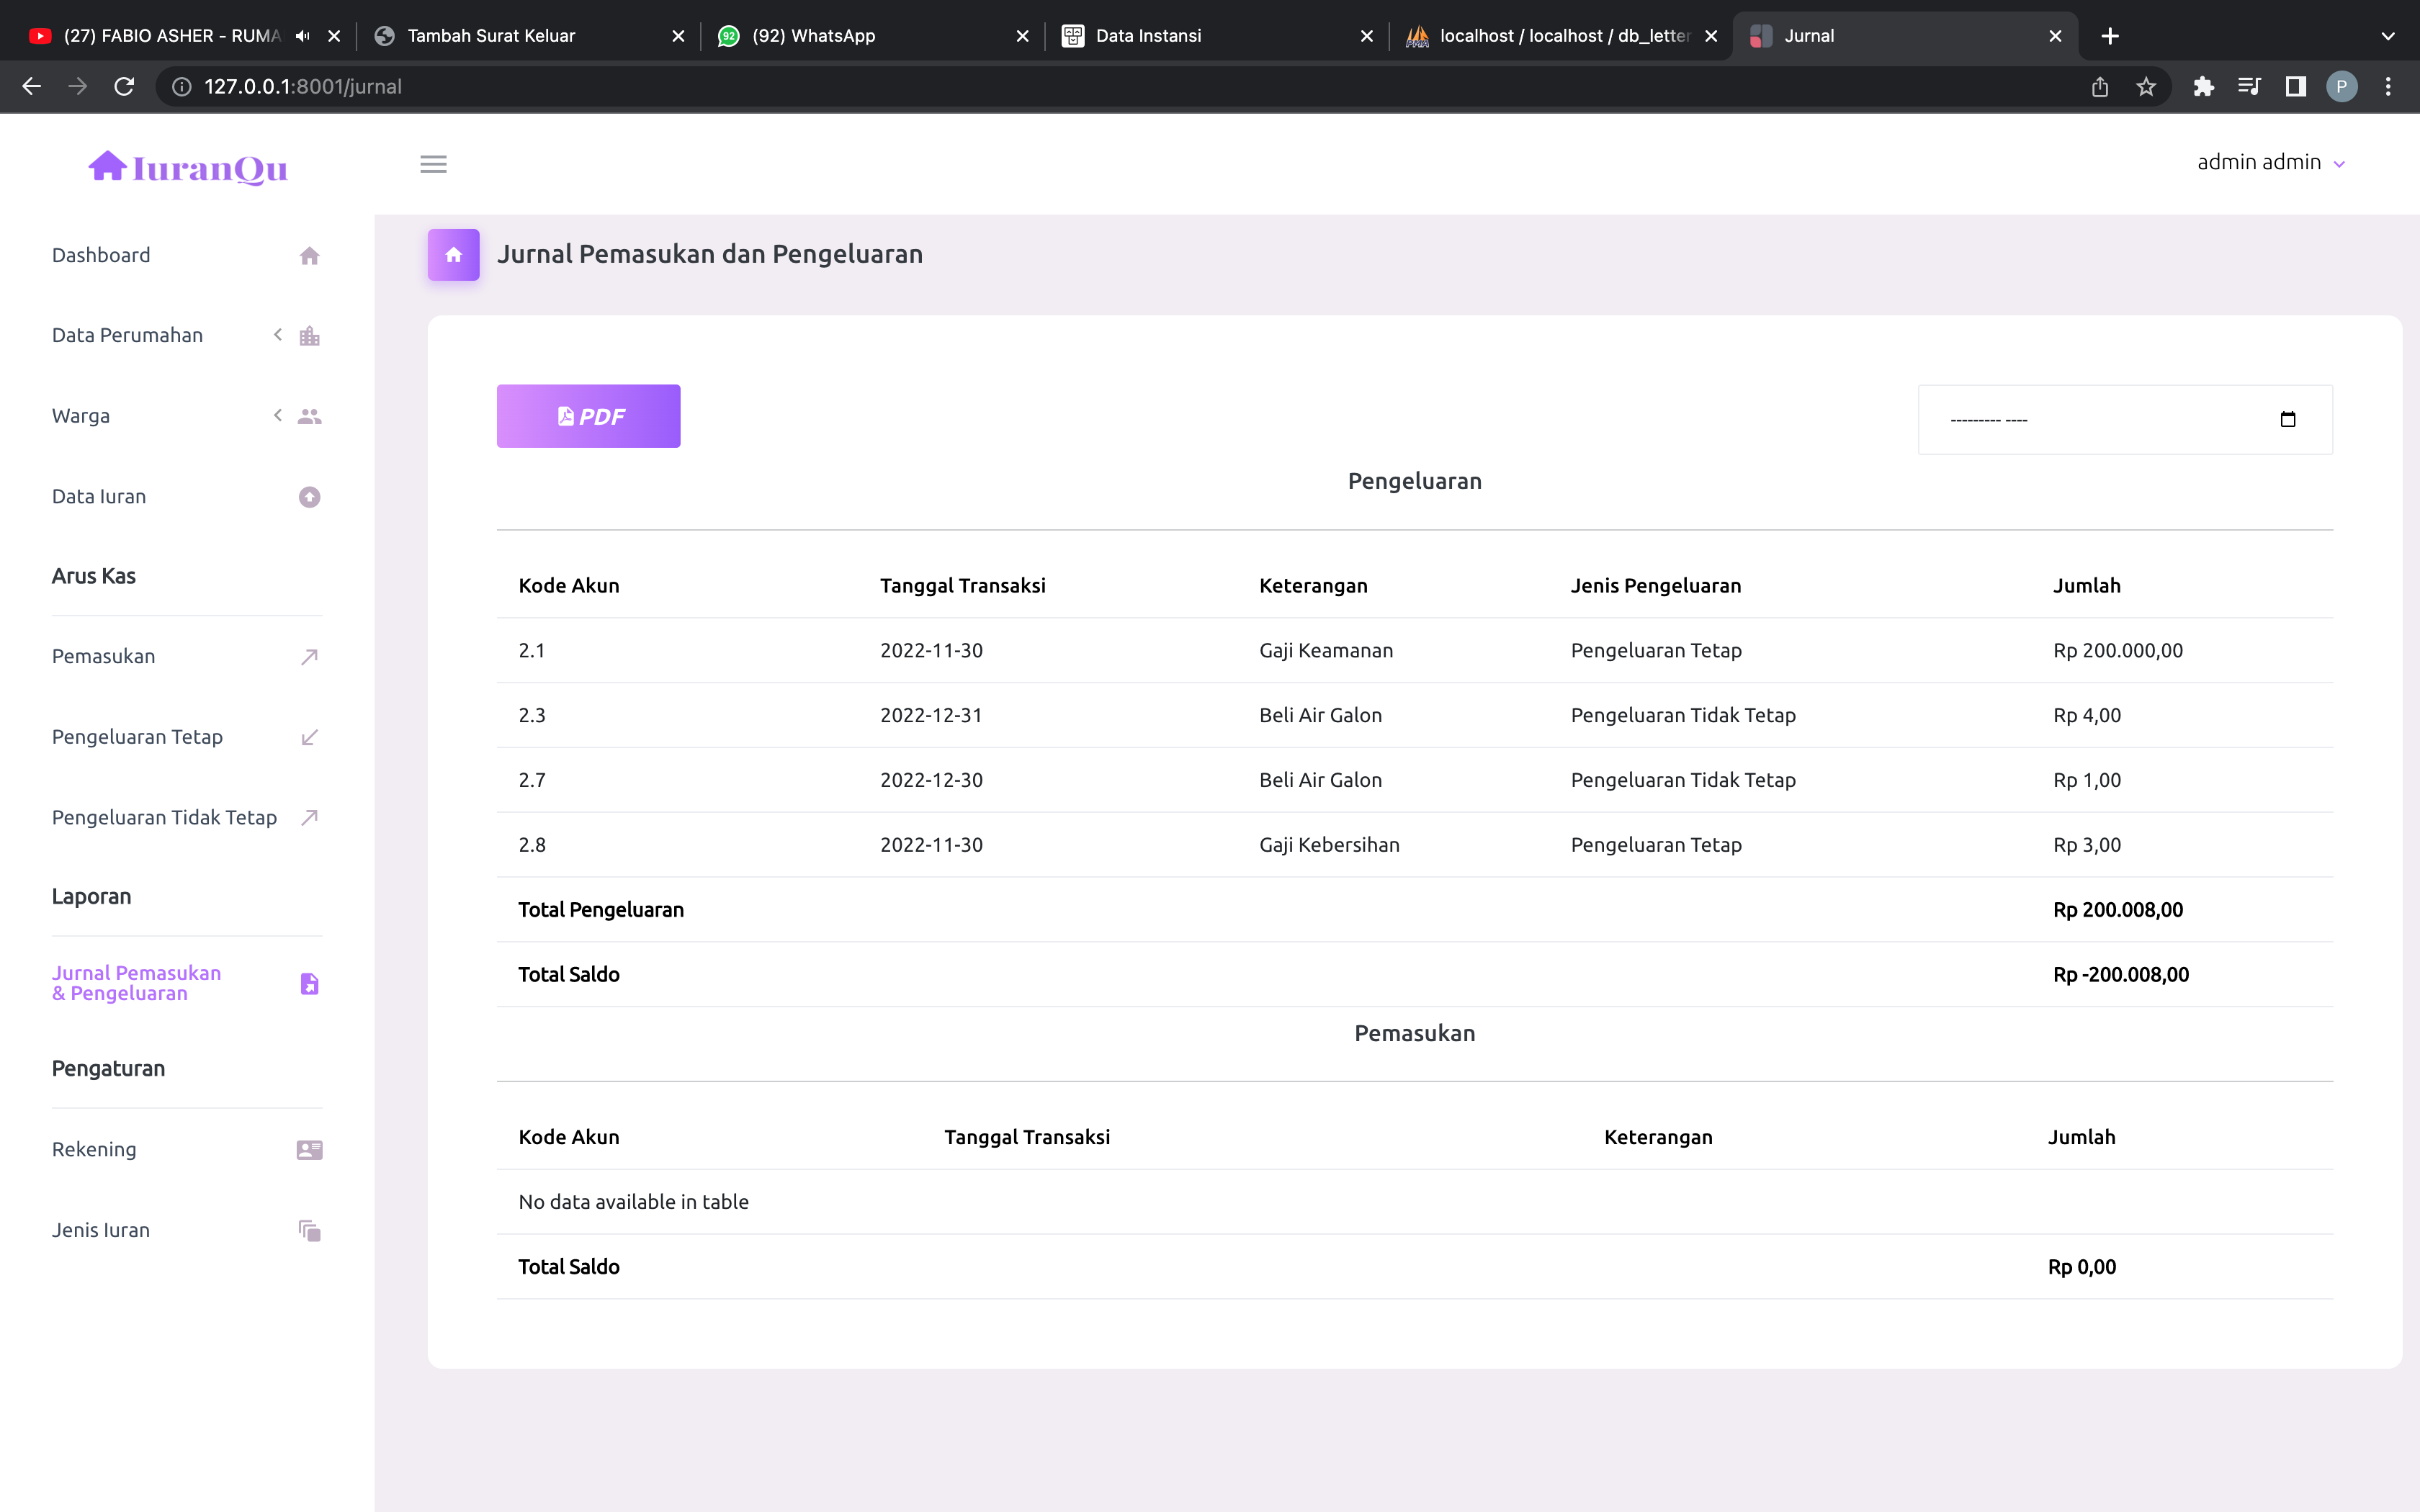 (27) FABIO ASHER - RUMA
Tambah Surat Keluar
92 (92) WhatsApp
Data Instansi
localhost / localhost / db_letter
Jurnal
127.0.0.1:8001/jurnal
P
IuranQu
admin admin
Dashboard
Data Perumahan
Warga
Data Iuran
Arus Kas
Pemasukan
Pengeluaran Tetap
Pengeluaran Tidak Tetap
Laporan
Jurnal Pemasukan
& Pengeluaran
Pengaturan
Rekening
Jenis Iuran
Jurnal Pemasukan dan Pengeluaran
PDF
--------- ----
Pengeluaran
Kode Akun Tanggal Transaksi Keterangan Jenis Pengeluaran Jumlah
2.1 2022-11-30 Gaji Keamanan Pengeluaran Tetap Rp 200.000,00
2.3 2022-12-31 Beli Air Galon Pengeluaran Tidak Tetap Rp 4,00
2.7 2022-12-30 Beli Air Galon Pengeluaran Tidak Tetap Rp 1,00
2.8 2022-11-30 Gaji Kebersihan Pengeluaran Tetap Rp 3,00
Total Pengeluaran Rp 200.008,00
Total Saldo Rp -200.008,00
Pemasukan
Kode Akun Tanggal Transaksi Keterangan Jumlah
No data available in table
Total Saldo Rp 0,00